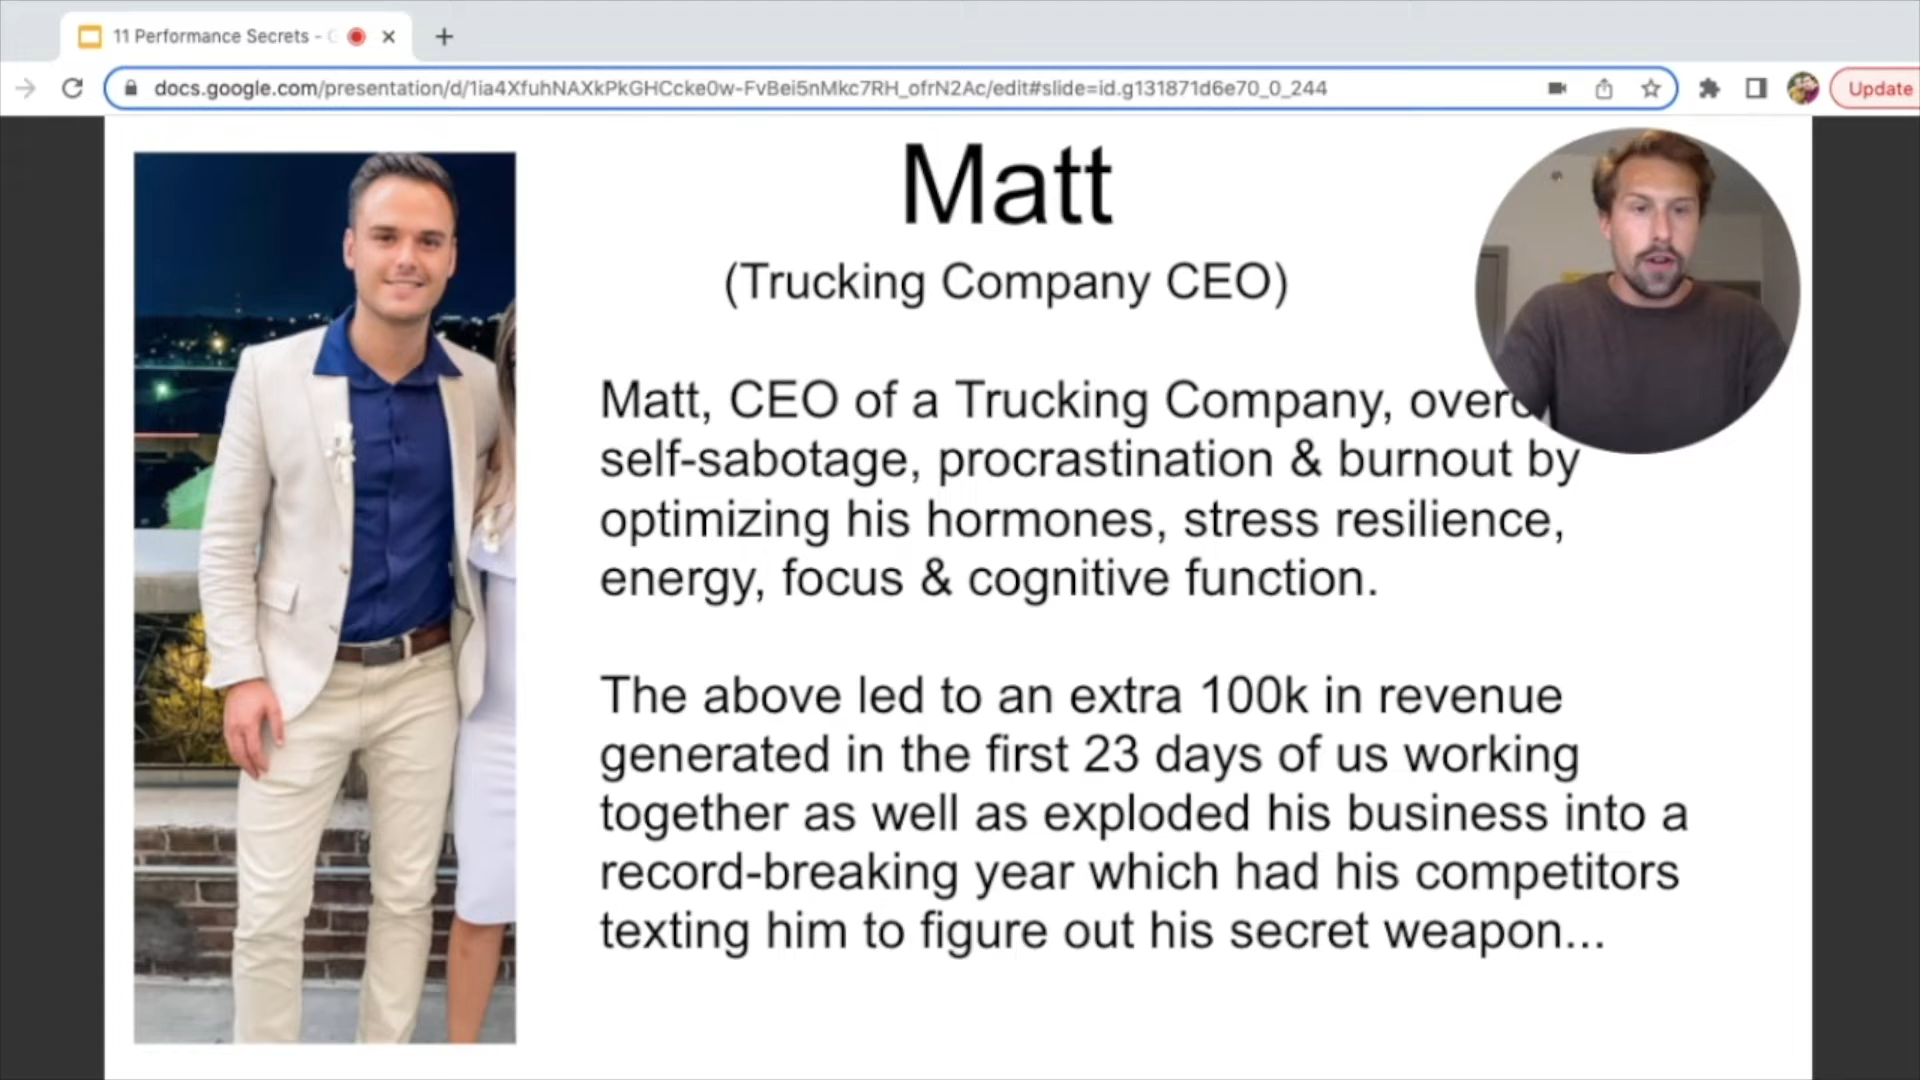 11 Performance Secrets - G
docs.google.com/presentation/d/1ia4XfuhNAXkPkGHCcke0w-FvBei5nMkc7RH_ofrN2Ac/edit#slide=id.g131871d6e70_0_244
Update
Matt
(Trucking Company CEO)
Matt, CEO of a Trucking Company,
self-sabotage, procrastination & burnout by
optimizing his hormones, stress resilience,
energy, focus & cognitive function.
The above led to an extra 100k in revenue
generated in the first 23 days of us working
together as well as exploded his business into a
record-breaking year which had his competitors
texting him to figure out his secret weapon...